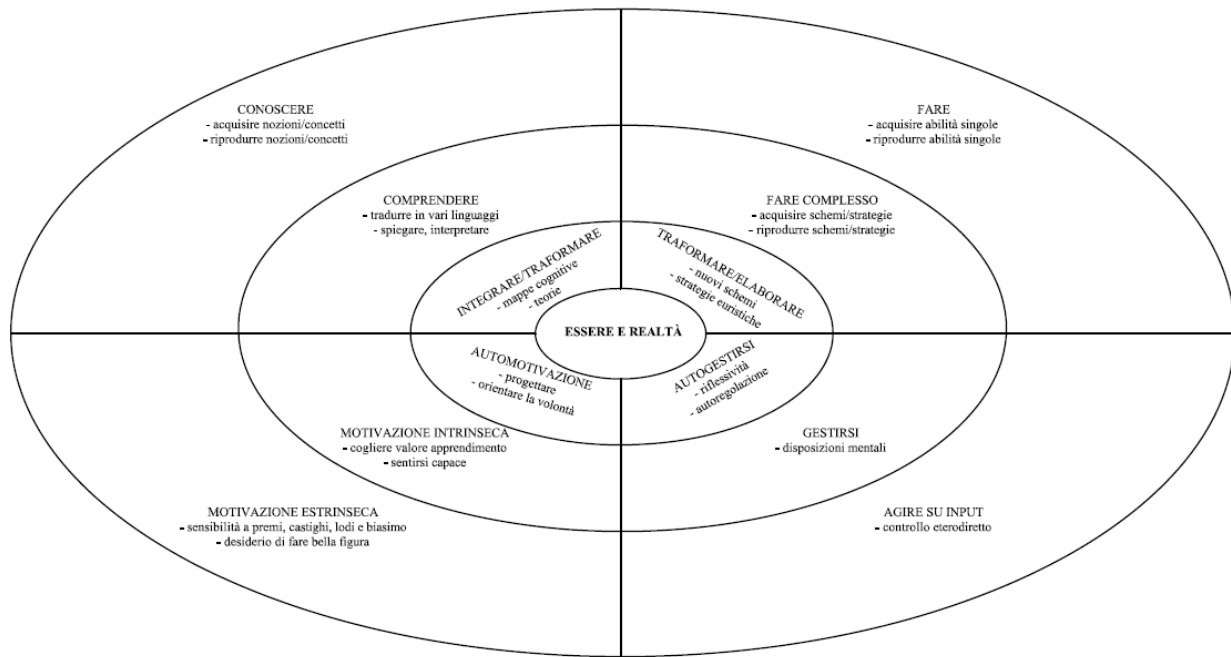 CONOSCERE
- acquisire nozioni/concetti
- riprodurre nozioni/concetti
FARE
- acquisire abilità singole
- riprodurre abilità singole
COMPRENDERE
- tradurre in vari linguaggi
- spiegare, interpretare
FARE COMPLESSO
- acquisire schemi/strategie
- riprodurre schemi/strategie
INTEGRARE/TRAFORMARE
- mappe cognitive
- teorie
TRAFORMARE/ELABORARE
- nuovi schemi
- strategie euristiche
ESSERE E REALTÀ
AUTOMOTIVAZIONE
- progettare
- orientare la volontá
AUTOGESTIRSI
- riflessività
- autoregolazione
MOTIVAZIONE INTRINSECA
- cogliere valore apprendimento
- sentirsi capace
GESTIRSI
- disposizioni mentali
MOTIVAZIONE ESTRINSECA
- sensibilità a premi, castighi, lodi e biasimo
- desiderio di fare bella figura
AGIRE SU INPUT
- controllo eterodiretto